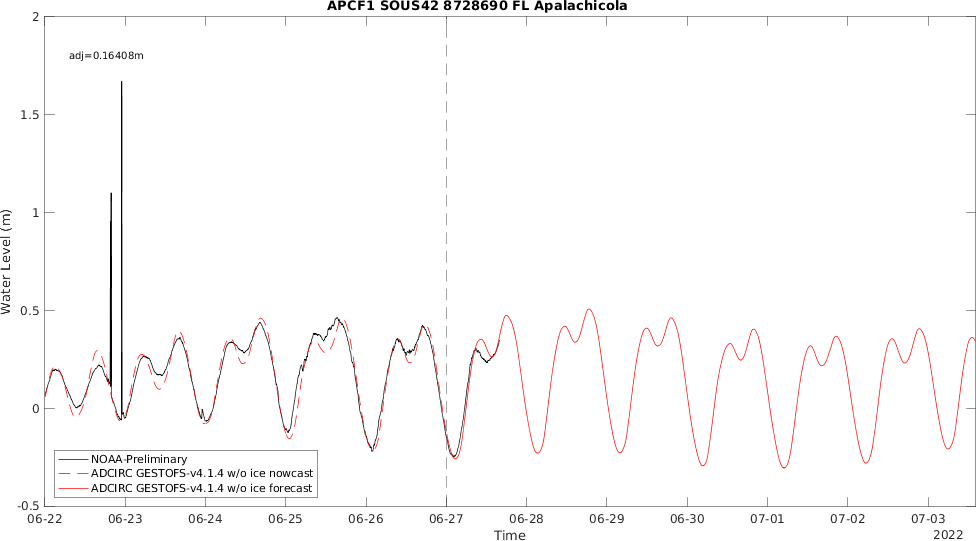 APCF1 SOUS42 8728690 FL Apalachicola
adj=0.16408m
Water Level (m)
2
1.5
1
0.5
0
-0.5
NOAA-Preliminary
ADCIRC GESTOFS-v4.1.4 w/o ice nowcast
ADCIRC GESTOFS-v4.1.4 w/o ice forecast
06-22 06-23 06-24 06-25 06-26 06-27 06-28 06-29 06-30 07-01 07-02 07-03
Time
2022